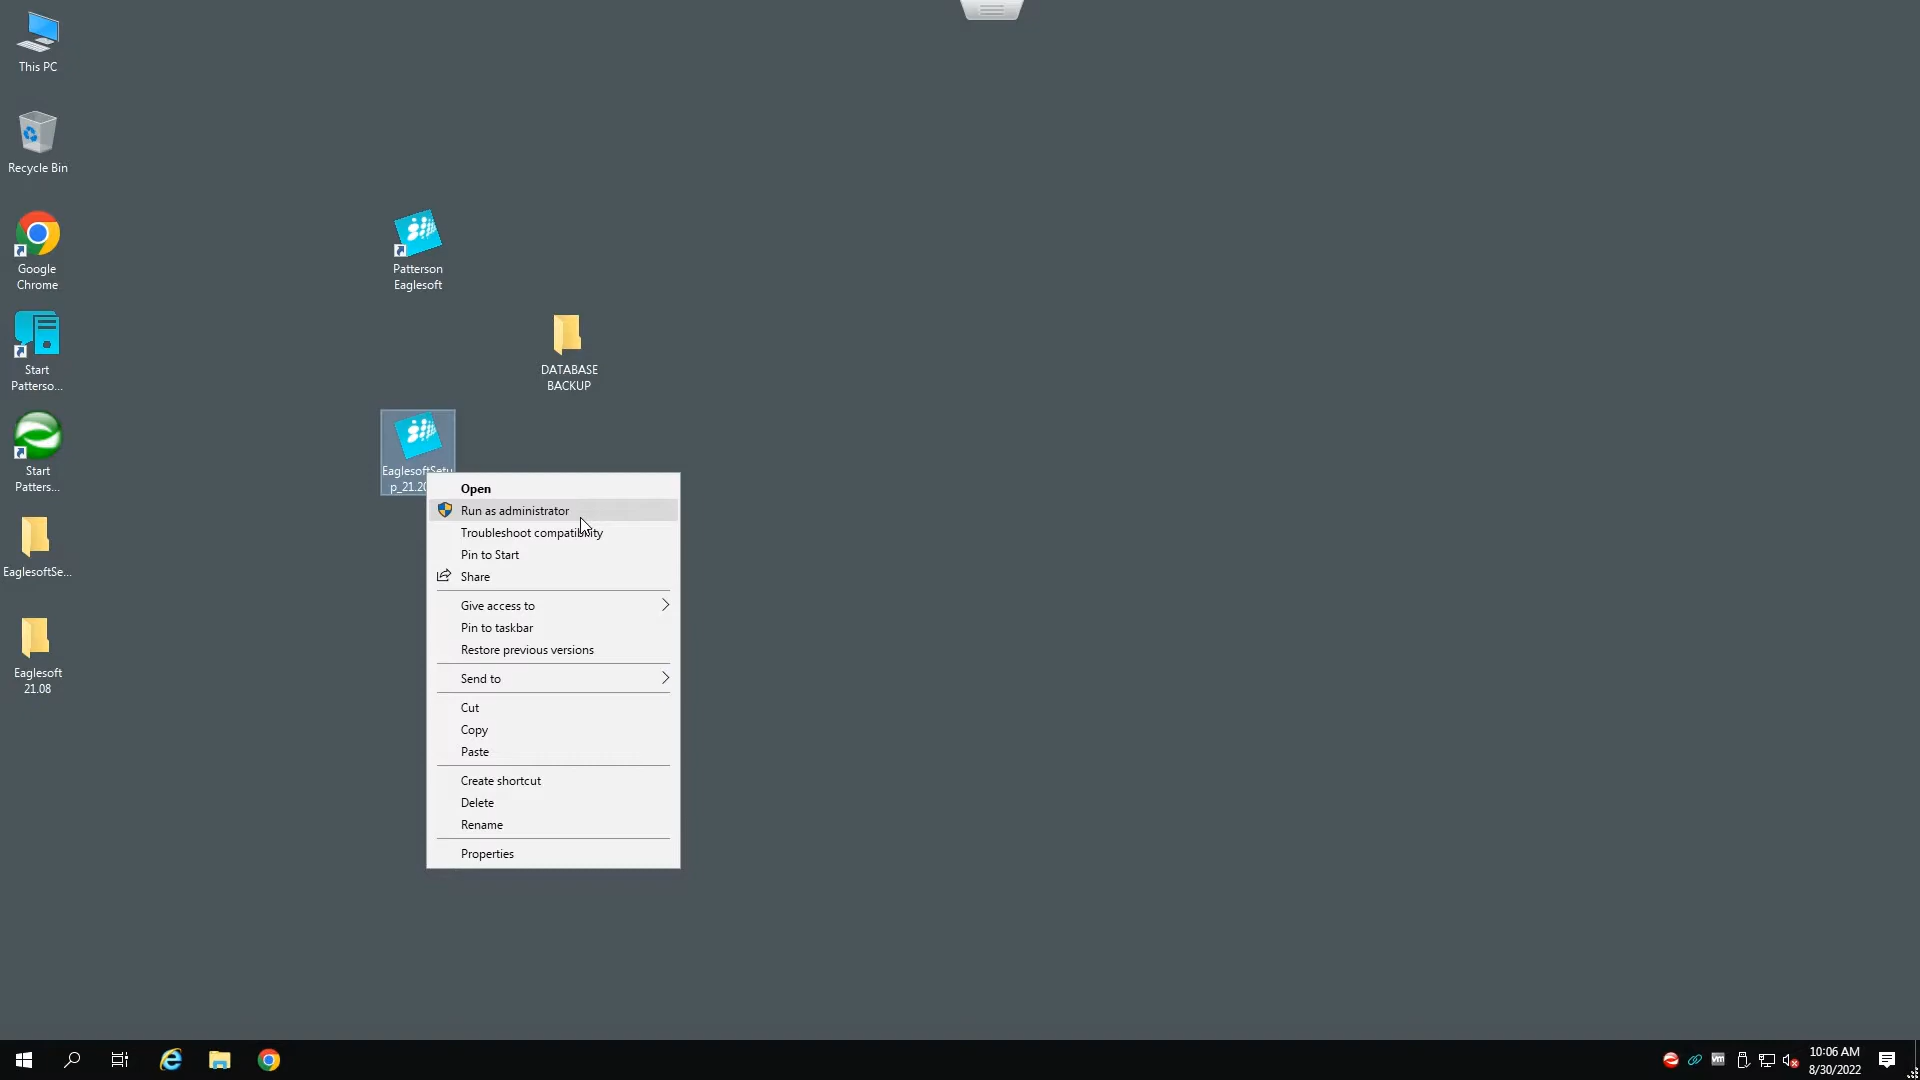 This PC
Recycle Bin
Google
Chrome
Start
Patterso...
Start
Patters...
EaglesoftSe...
Eaglesoft
21.08
Patterson
Eaglesoft
DATABASE
BACKUP
EaglesoftSetu
p_21.20
Open
Run as administrator
Troubleshoot compatibility
Pin to Start
Share
Give access to
Pin to taskbar
Restore previous versions
Send to
Cut
Copy
Paste
Create shortcut
Delete
Rename
Properties
vm
10:06 AM
8/30/2022